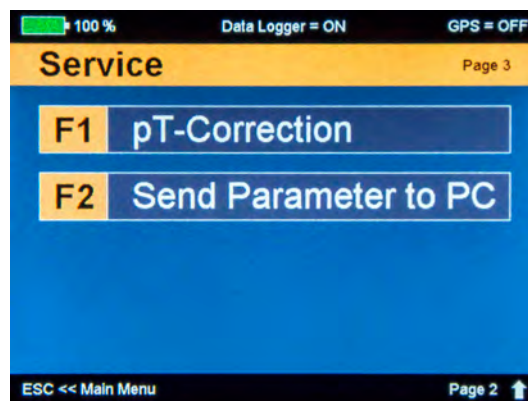 100 % Data Logger = ON GPS = OFF
Service Page 3
F1 pT-Correction
F2 Send Parameter to PC
ESC << Main Menu Page 2